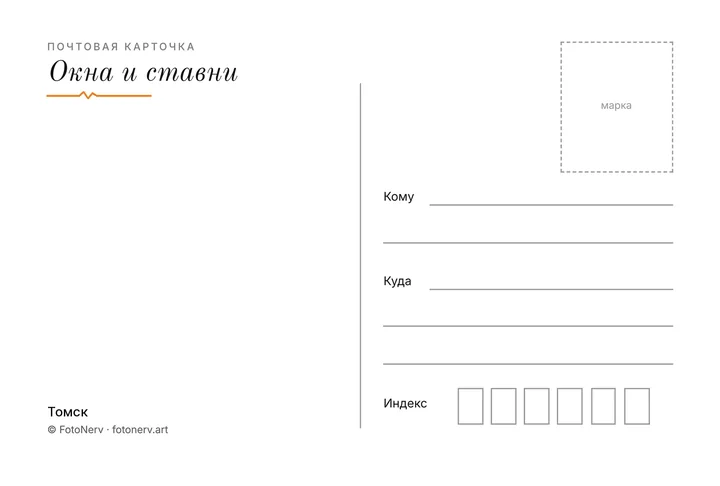 ПОЧТОВАЯ КАРТОЧКА
Окна и ставни
марка
Кому
Куда
Индекс
Томск
© FotoNerv · fotonerv.art